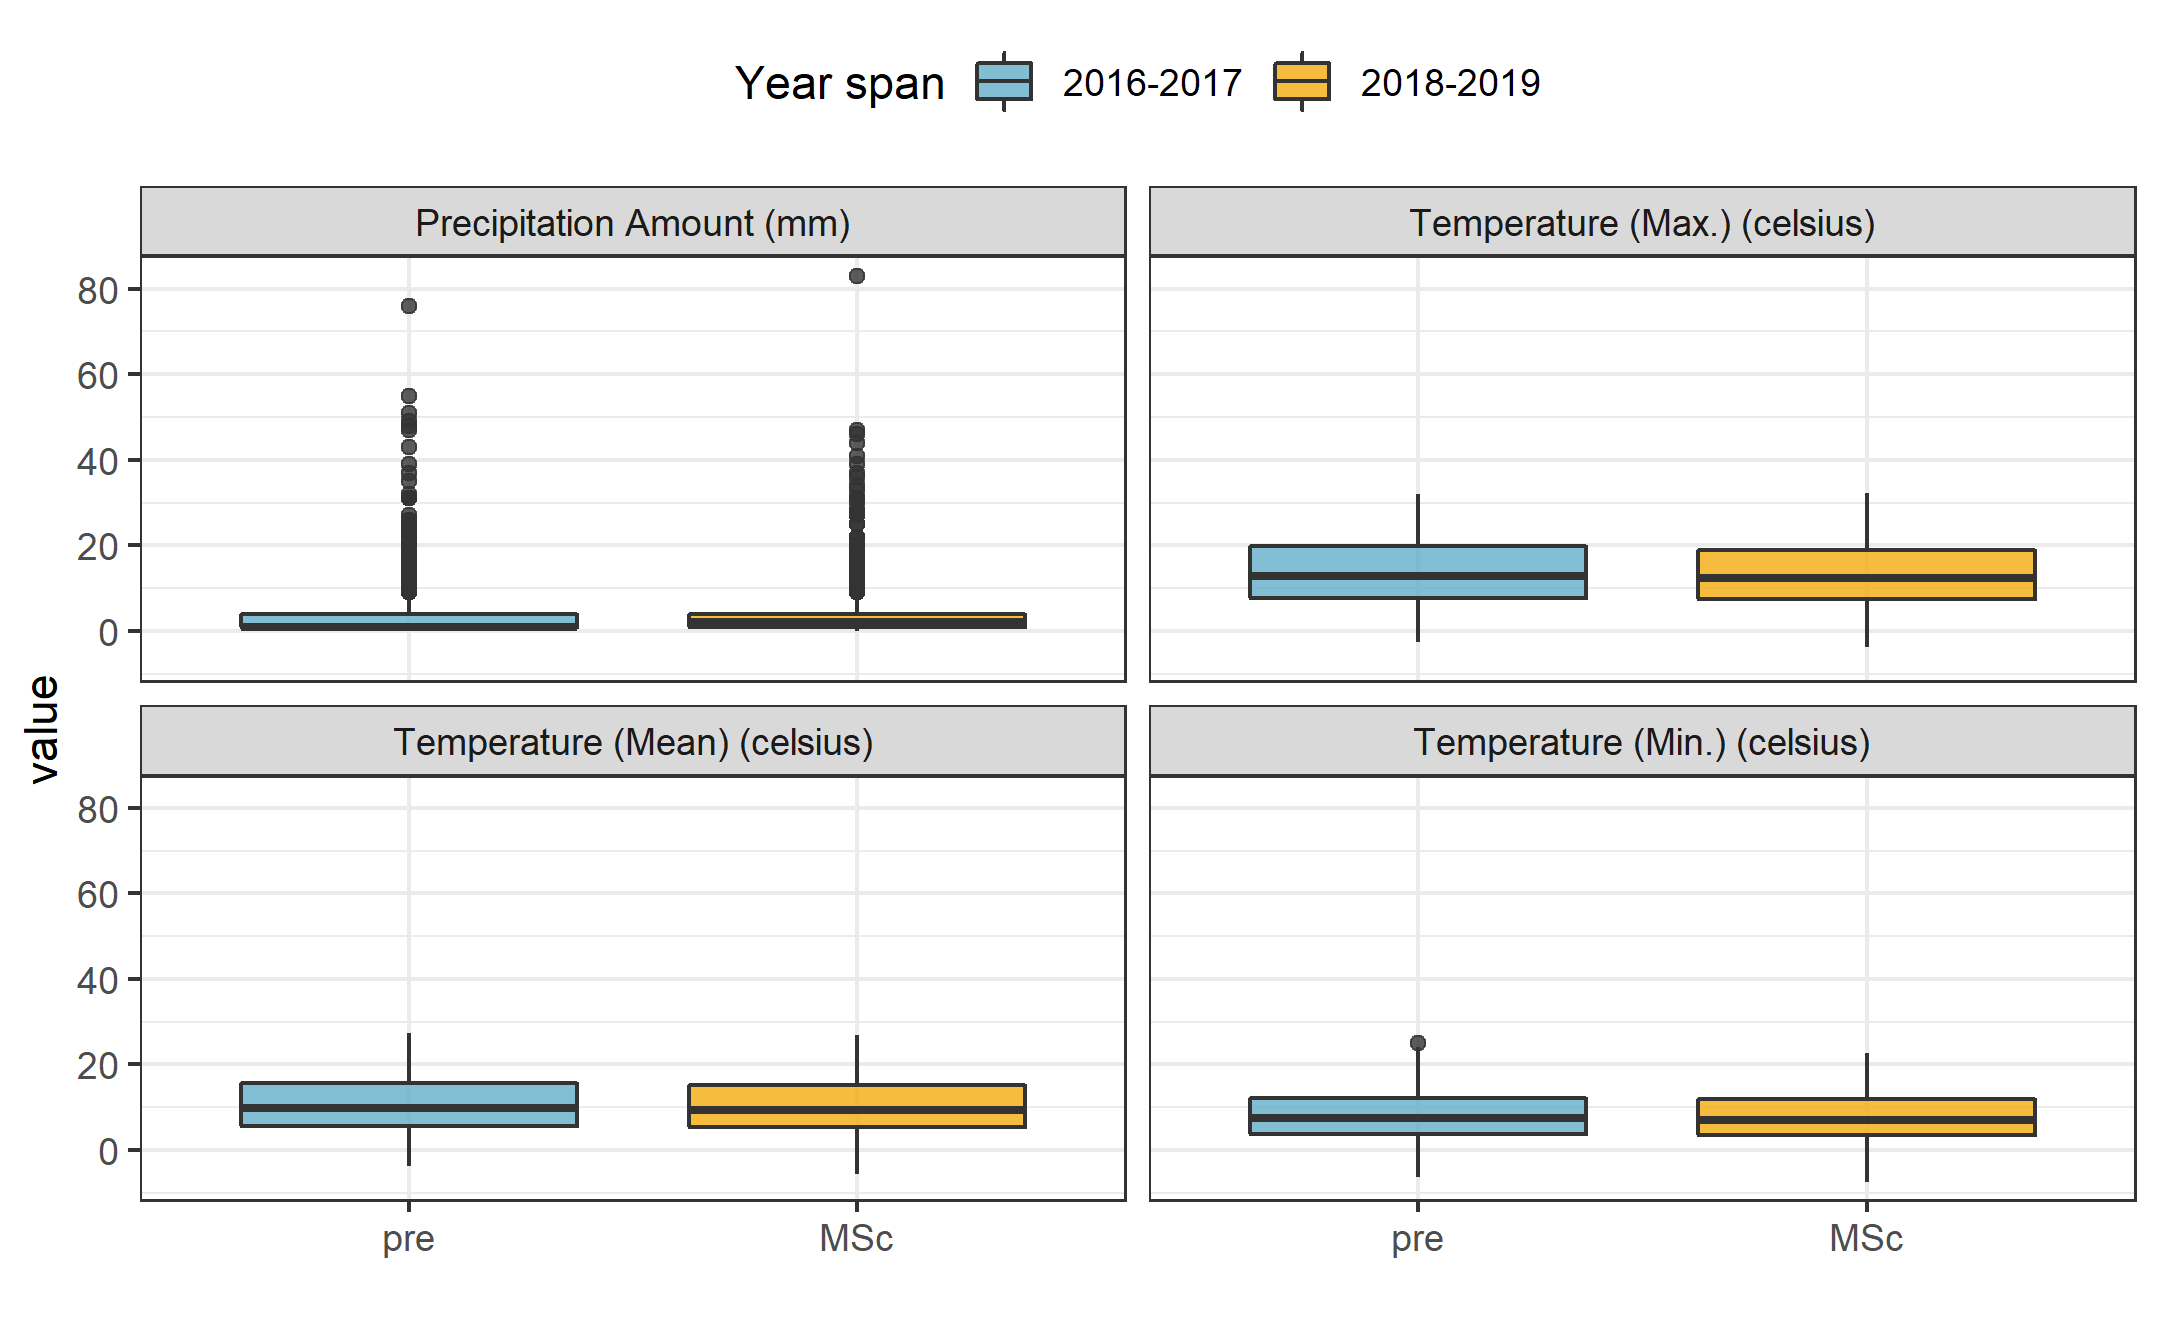 Year span 2016-2017 2018-2019
Precipitation Amount (mm) Temperature (Max.) (celsius)
80
60
40
20
0
value
Temperature (Mean) (celsius) Temperature (Min.) (celsius)
80
60
40
20
0
pre MSc pre MSc